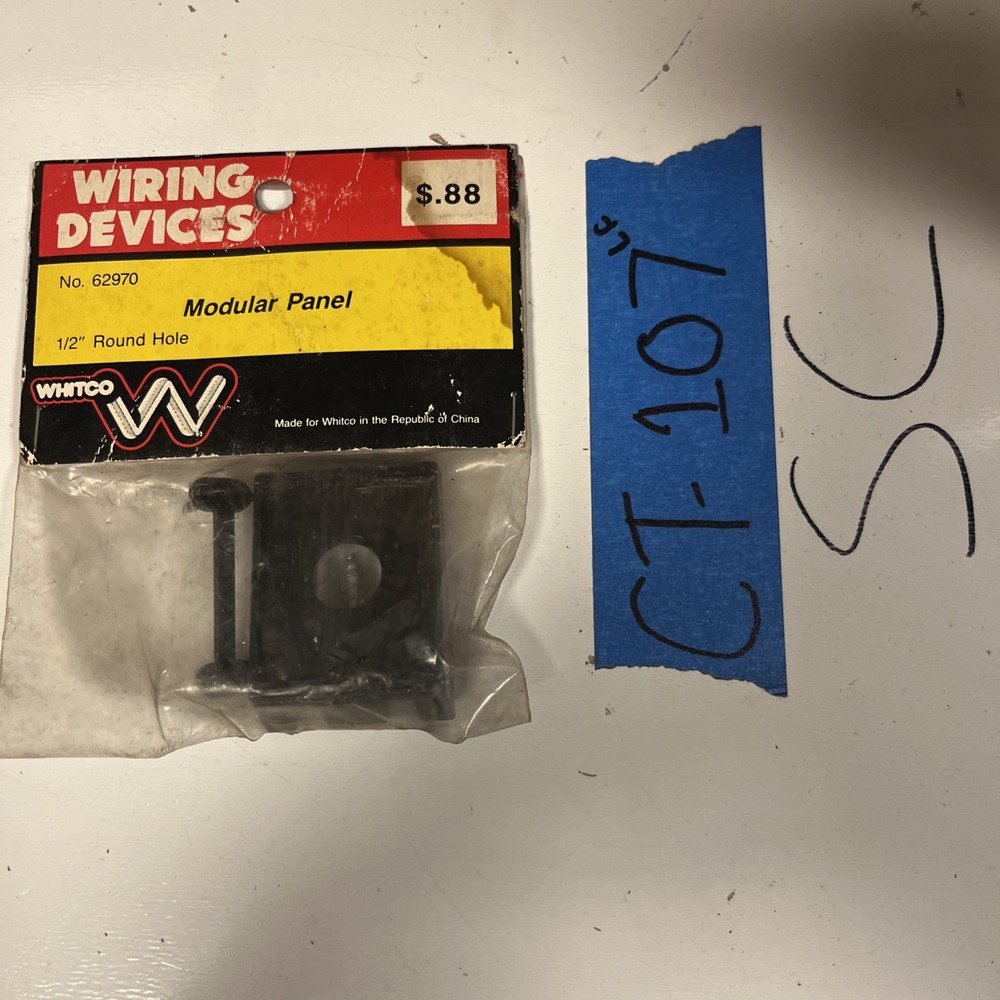 WIRING
DEVICES
$.88
No. 62970
Modular Panel
1/2" Round Hole
WHITCO
Made for Whitco in the Republic of China
CT-107
SC